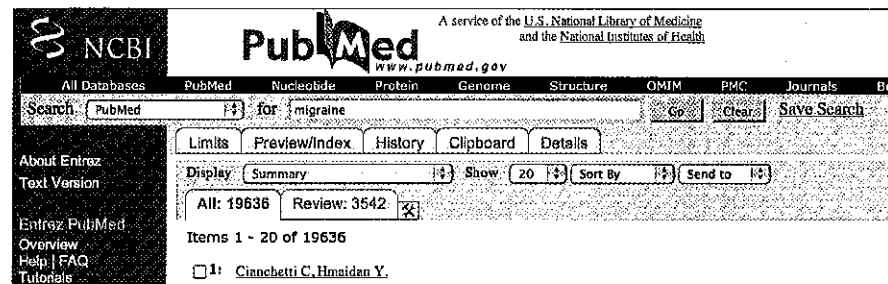 NCBI
PubMed
www.pubmed.gov
A service of the U.S. National Library of Medicine
and the National Institutes of Health
All Databases PubMed Nucleotide Protein Genome Structure OMIM PMC Journals
Search PubMed for migraine Go Clear Save Search
Limits Preview/Index History Clipboard Details
Display Summary Show 20 Sort By Send to
All: 19636 Review: 3542
Items 1 - 20 of 19636
1: Cianchetti C, Hmaidan Y.
About Entrez
Text Version
Entrez PubMed
Overview
Help | FAQ
Tutorials